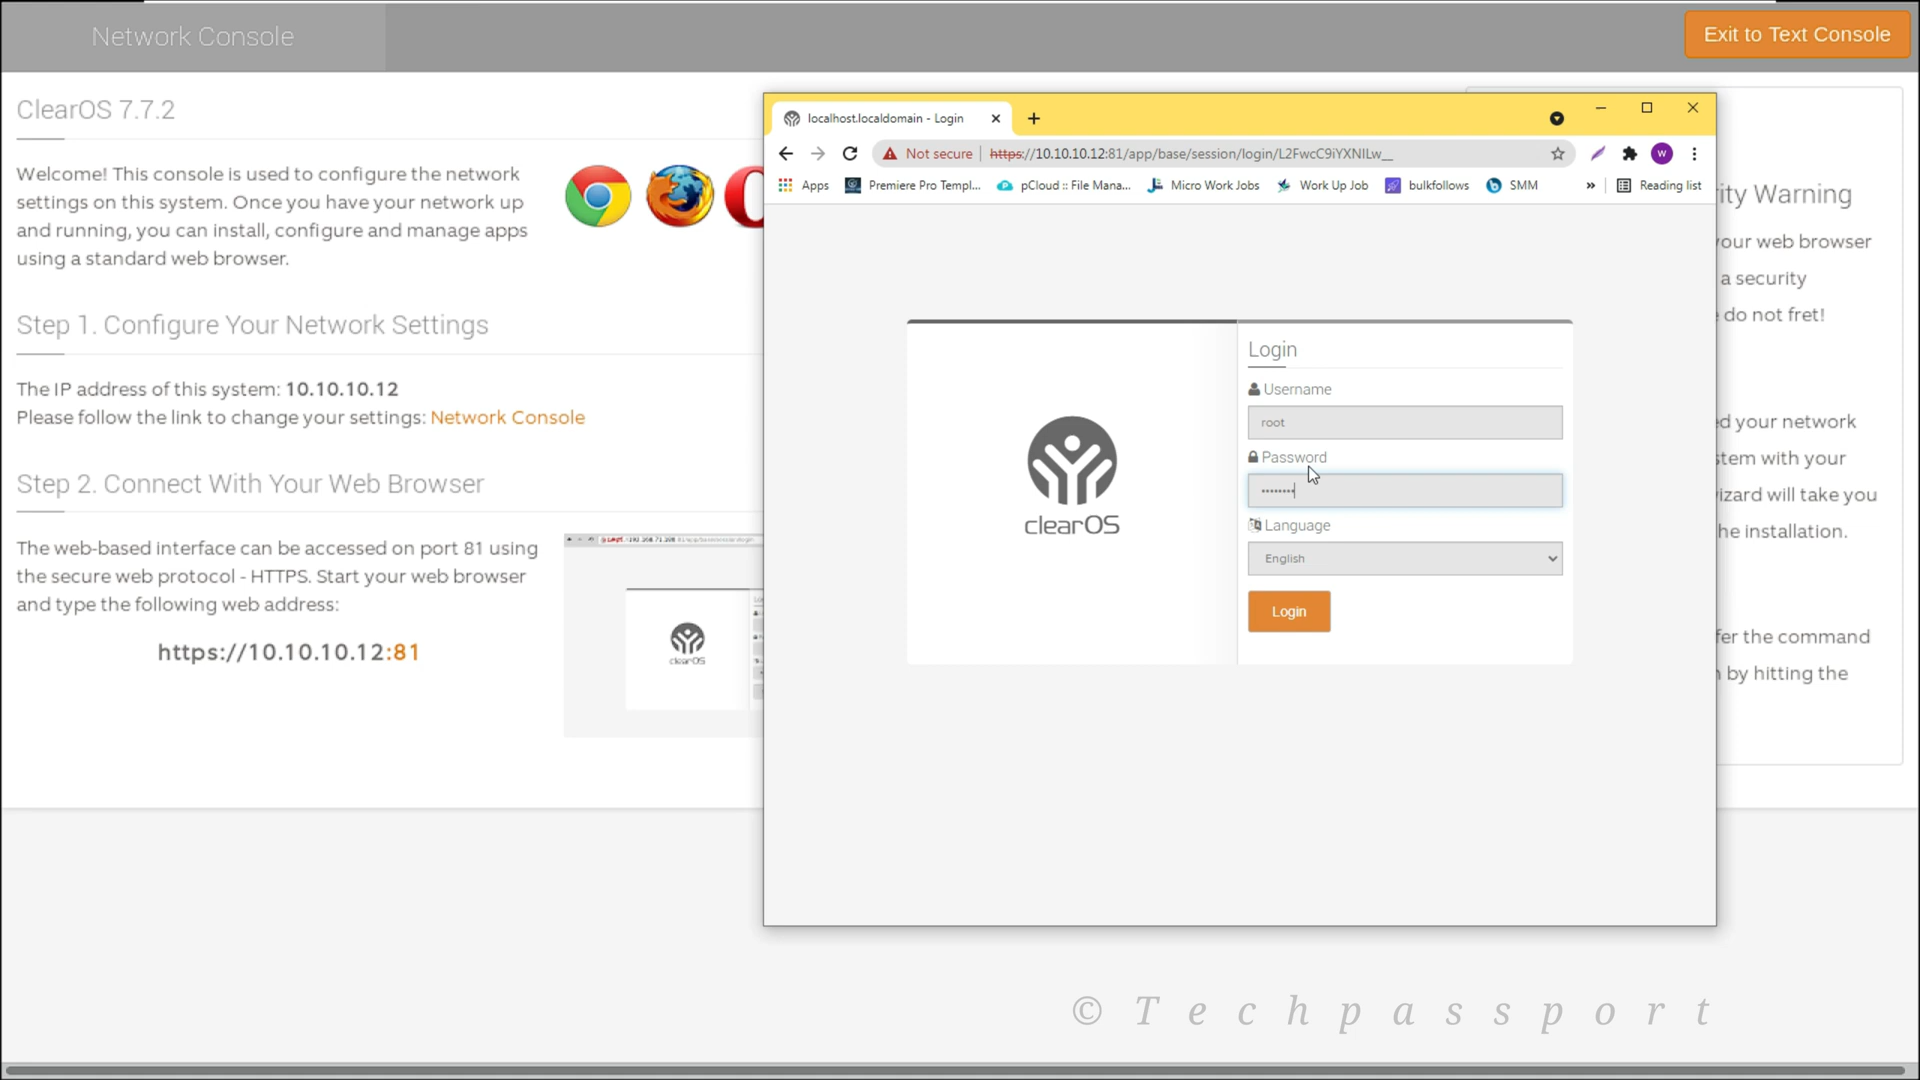 Network Console
Exit to Text Console
ClearOS 7.7.2
Welcome! This console is used to configure the network
settings on this system. Once you have your network up
and running, you can install, configure and manage apps
using a standard web browser.
Step 1. Configure Your Network Settings
The IP address of this system: 10.10.10.12
Please follow the link to change your settings: Network Console
Step 2. Connect With Your Web Browser
The web-based interface can be accessed on port 81 using
the secure web protocol - HTTPS. Start your web browser
and type the following web address:
https://10.10.10.12:81
clearOS
localhost.localdomain - Login
Not secure
https://10.10.10.12:81/app/base/session/login/L2FwcC9iYXNlLw__
W
Apps
Premiere Pro Templ...
pCloud :: File Mana...
Micro Work Jobs
Work Up Job
bulkfollows
SMM
»
Reading list
clearOS
Login
Username
root
Password
Language
English
Login
ity Warning
our web browser
a security
do not fret!
d your network
stem with your
izard will take you
he installation.
fer the command
by hitting the
© Techpassport